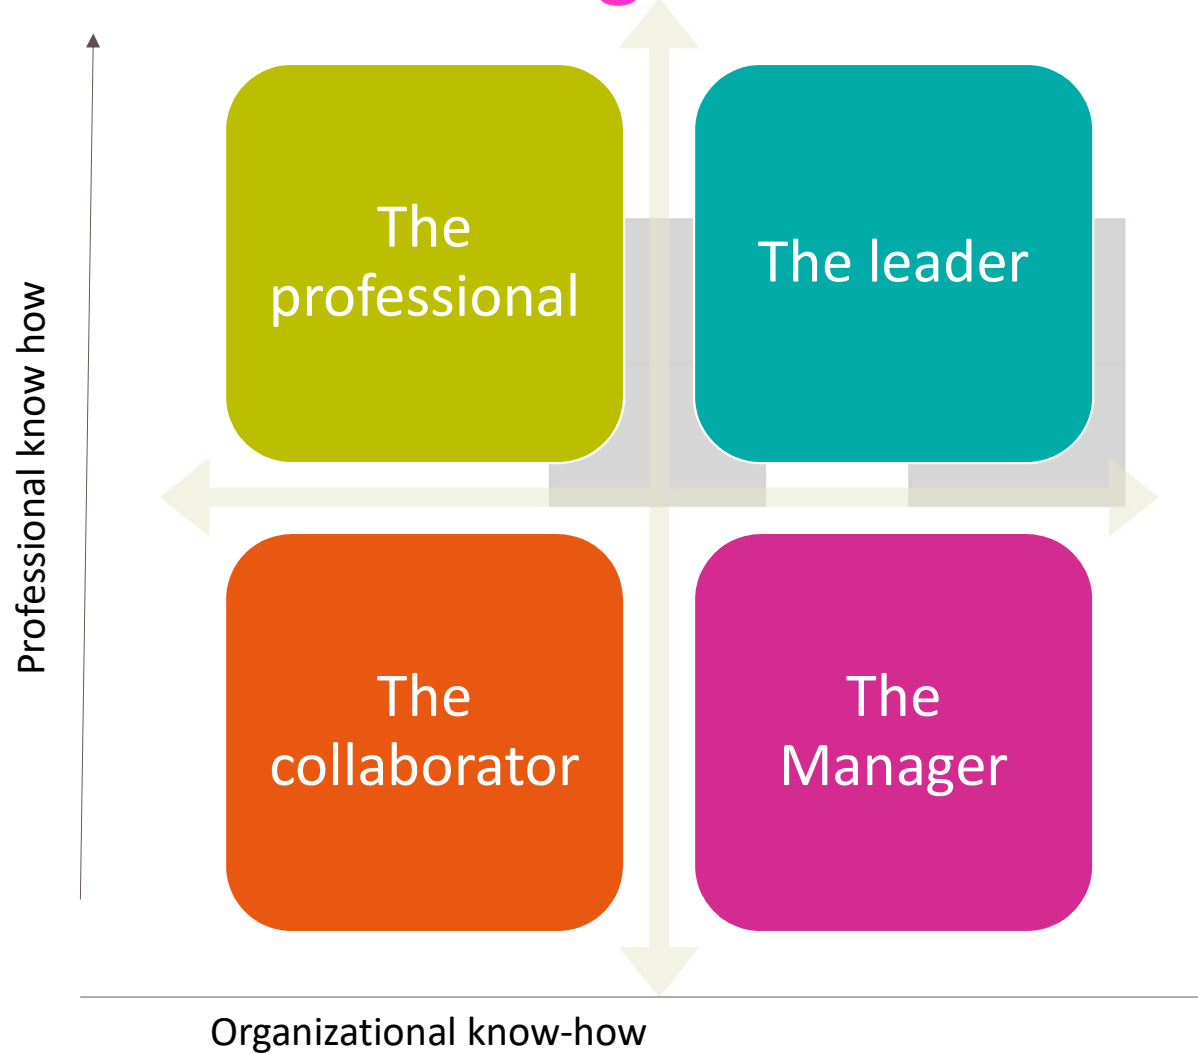 The
professional
The leader
Professional know how
The
collaborator
The
Manager
Organizational know-how